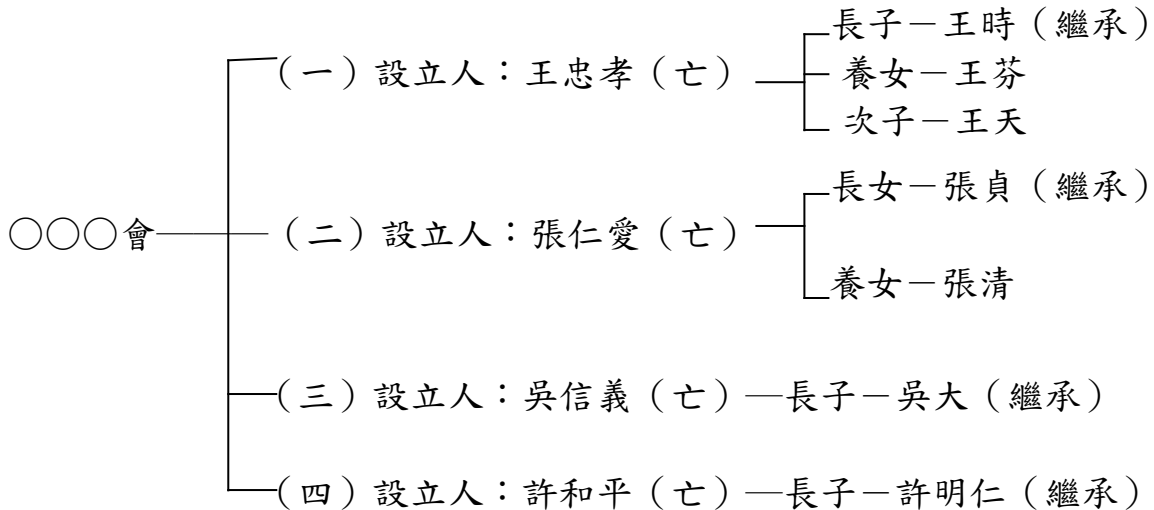 ○○○會
(一)設立人：王忠孝(亡)
長子－王時(繼承)
養女－王芬
次子－王天
(二)設立人：張仁愛(亡)
長女－張貞(繼承)
養女－張清
(三)設立人：吳信義(亡)—長子－吳大(繼承)
(四)設立人：許和平(亡)—長子－許明仁(繼承)